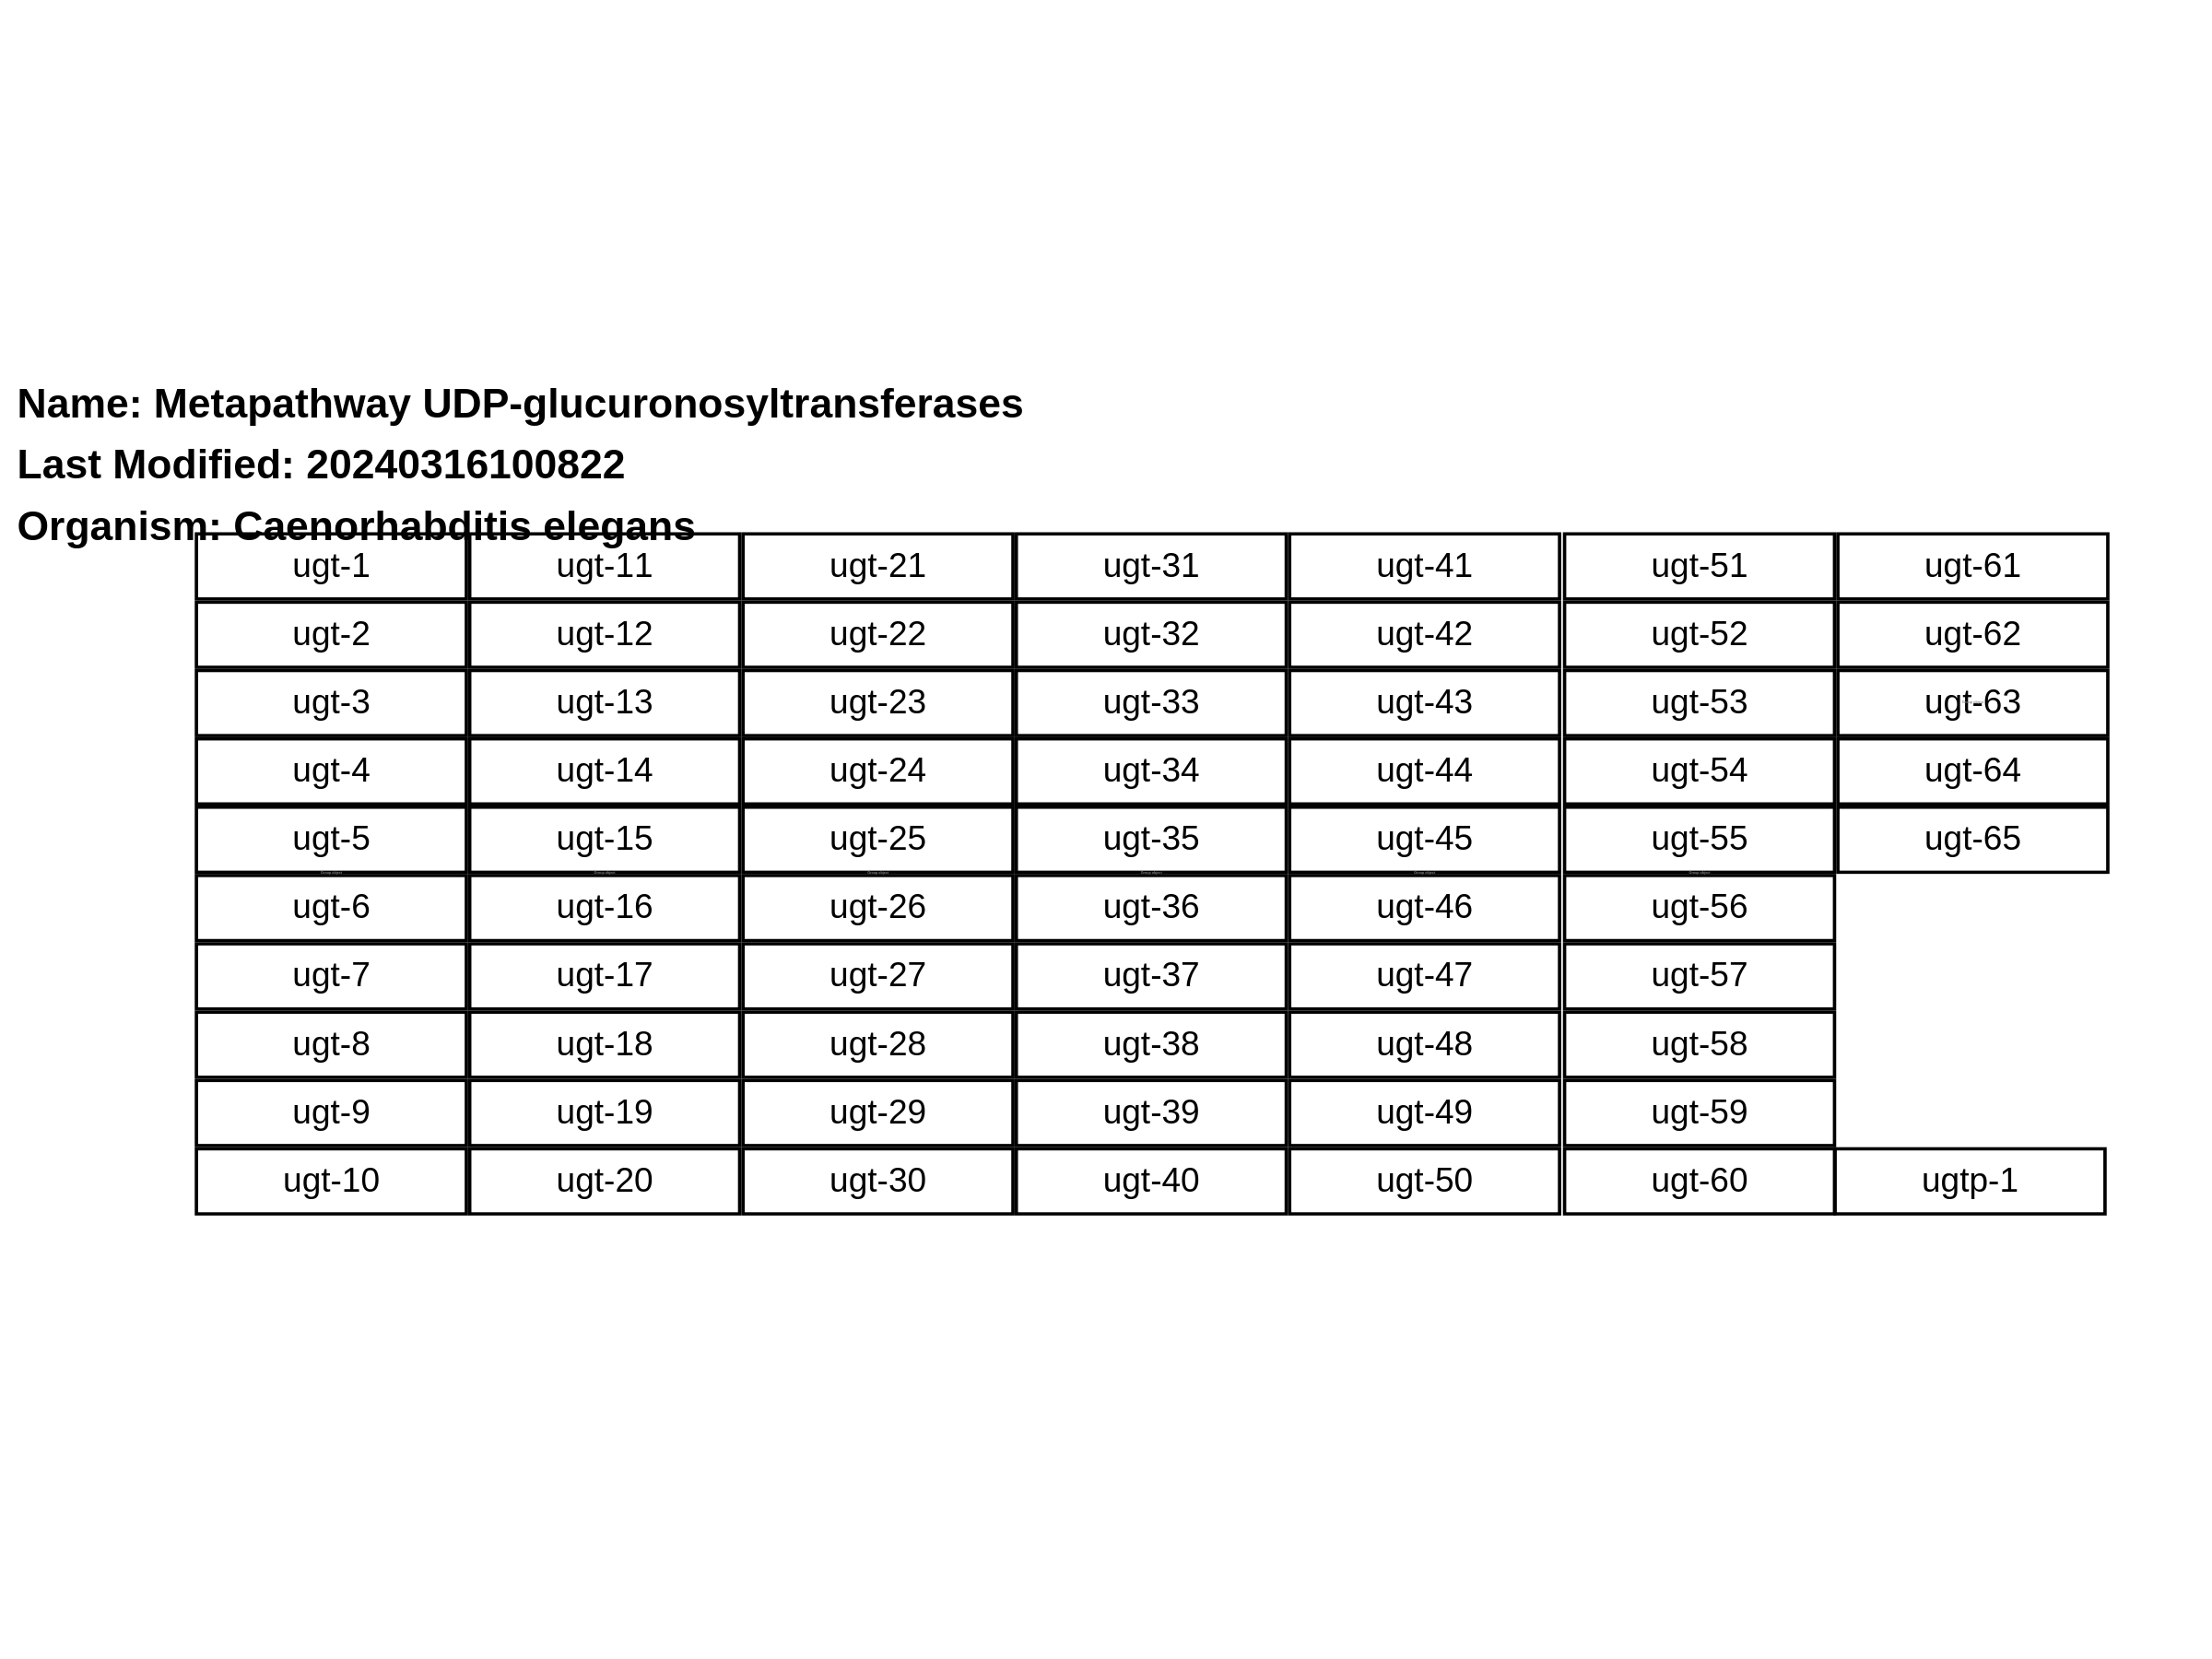 Name: Metapathway UDP-glucuronosyltransferases
Last Modified: 20240316100822
Organism: Caenorhabditis elegans
ugt-1 ugt-11 ugt-21 ugt-31 ugt-41 ugt-51 ugt-61
ugt-2 ugt-12 ugt-22 ugt-32 ugt-42 ugt-52 ugt-62
ugt-3 ugt-13 ugt-23 ugt-33 ugt-43 ugt-53 ugt-63
ugt-4 ugt-14 ugt-24 ugt-34 ugt-44 ugt-54 ugt-64
ugt-5 ugt-15 ugt-25 ugt-35 ugt-45 ugt-55 ugt-65
ugt-6 ugt-16 ugt-26 ugt-36 ugt-46 ugt-56
ugt-7 ugt-17 ugt-27 ugt-37 ugt-47 ugt-57
ugt-8 ugt-18 ugt-28 ugt-38 ugt-48 ugt-58
ugt-9 ugt-19 ugt-29 ugt-39 ugt-49 ugt-59
ugt-10 ugt-20 ugt-30 ugt-40 ugt-50 ugt-60 ugtp-1